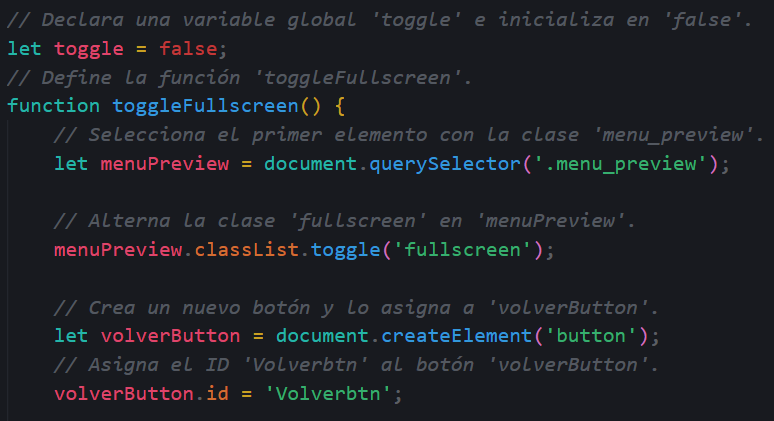 // Declara una variable global 'toggle' e inicializa en 'false'.
let toggle = false;
// Define la función 'toggleFullscreen'.
function toggleFullscreen() {
    // Selecciona el primer elemento con la clase 'menu_preview'.
    let menuPreview = document.querySelector('.menu_preview');

    // Alterna la clase 'fullscreen' en 'menuPreview'.
    menuPreview.classList.toggle('fullscreen');

    // Crea un nuevo botón y lo asigna a 'volverButton'.
    let volverButton = document.createElement('button');
    // Asigna el ID 'Volverbtn' al botón 'volverButton'.
    volverButton.id = 'Volverbtn';